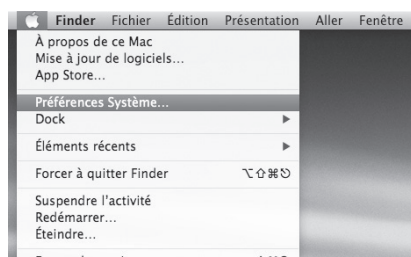 Finder Fichier Édition Présentation Aller Fenêtre
À propos de ce Mac
Mise à jour de logiciels...
App Store...
Préférences Système...
Dock ▶
Éléments récents ▶
Forcer à quitter Finder ⌥⇧⌘⎋
Suspendre l'activité
Redémarrer...
Éteindre...